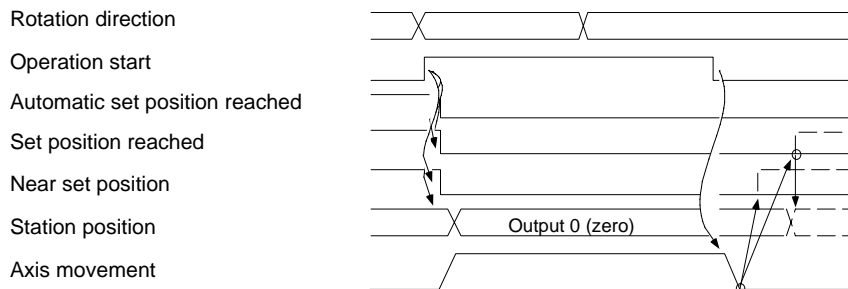 Rotation direction
Operation start
Automatic set position reached
Set position reached
Near set position
Station position
Output 0 (zero)
Axis movement